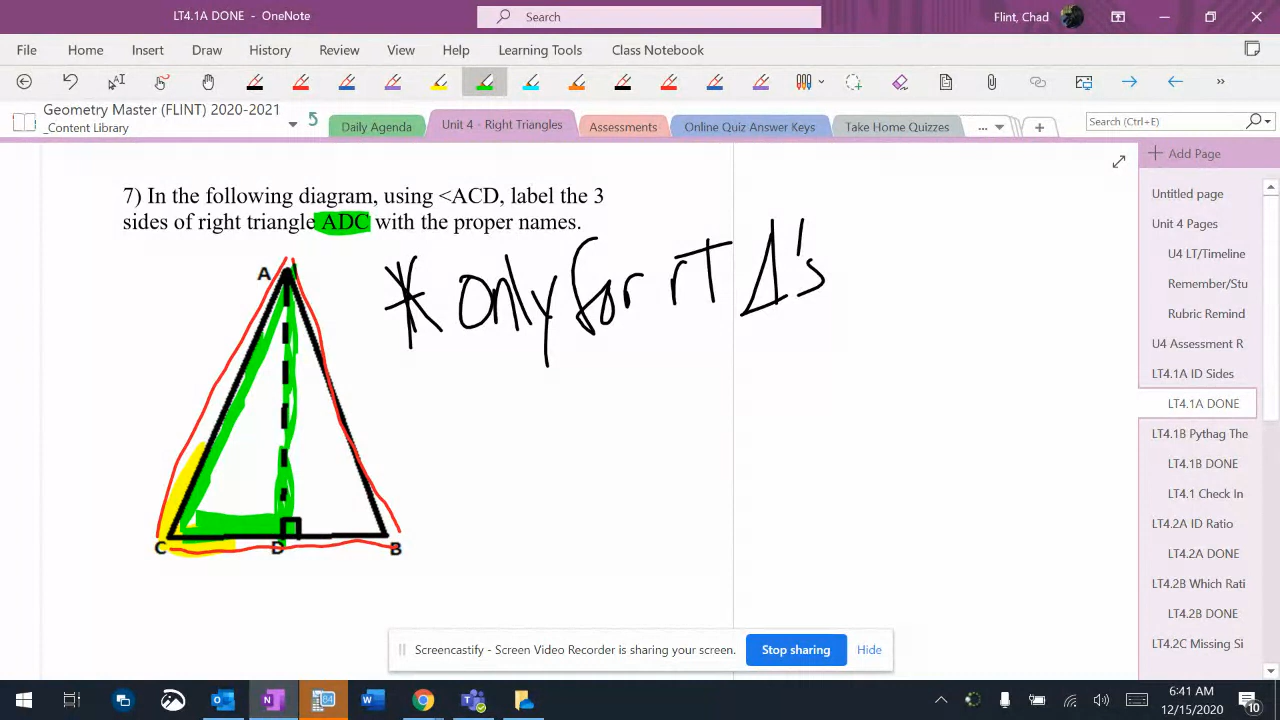 LT4.1A DONE - OneNote
Search
Flint, Chad
File Home Insert Draw History Review View Help Learning Tools Class Notebook
Geometry Master (FLINT) 2020-2021
_Content Library
Daily Agenda
Unit 4 - Right Triangles
Assessments
Online Quiz Answer Keys
Take Home Quizzes
...
Search (Ctrl+E)
Add Page
Untitled page
Unit 4 Pages
U4 LT/Timeline
Remember/Stu
Rubric Remind
U4 Assessment R
LT4.1A ID Sides
LT4.1A DONE
LT4.1B Pythag The
LT4.1B DONE
LT4.1 Check In
LT4.2A ID Ratio
LT4.2A DONE
LT4.2B Which Rati
LT4.2B DONE
LT4.2C Missing Si
7) In the following diagram, using <ACD, label the 3
sides of right triangle ADC with the proper names.
* only for rT Δ's
A
C D B
Screencastify - Screen Video Recorder is sharing your screen.
Stop sharing
Hide
6:41 AM
12/15/2020
10